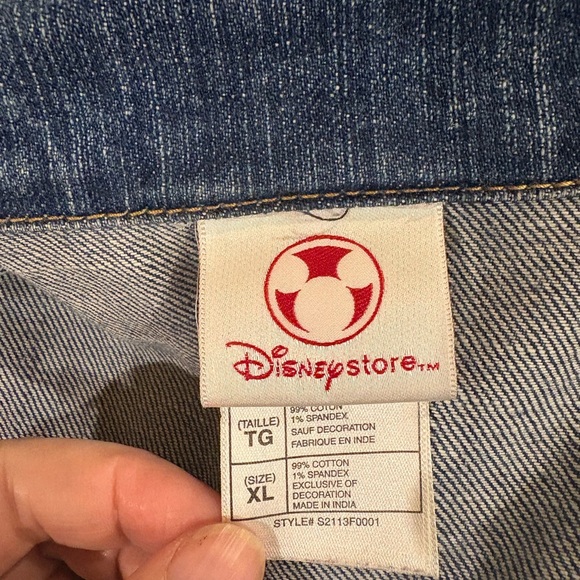 Disneystore™
(TAILLE)
TG
99% COTON
1% SPANDEX
SAUF DECORATION
FABRIQUE EN INDE
(SIZE)
XL
99% COTTON
1% SPANDEX
EXCLUSIVE OF
DECORATION
MADE IN INDIA
STYLE# S2113F0001